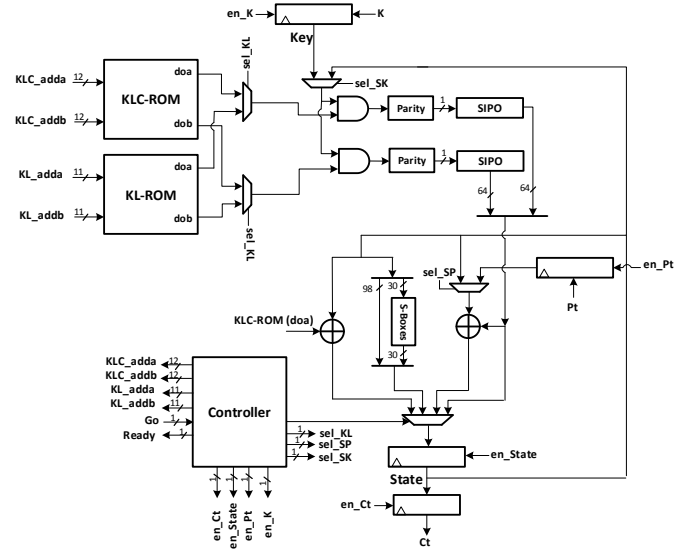 en_K
K
Key
sel_KL
KLC_adda
12
doa
sel_SK
KLC-ROM
Parity
1
SIPO
KLC_addb
12
dob
KL_adda
11
doa
Parity
1
SIPO
KL-ROM
64
64
KL_addb
11
dob
sel_KL
sel_SP
en_Pt
98
30
Pt
S-Boxes
KLC-ROM (doa)
30
KLC_adda
12
KLC_addb
12
KL_adda
11
KL_addb
11
Controller
Go
1
Ready
1
1
sel_KL
1
sel_SP
1
sel_SK
en_State
State
1
1
1
1
en_Ct
en_State
en_Pt
en_K
en_Ct
Ct